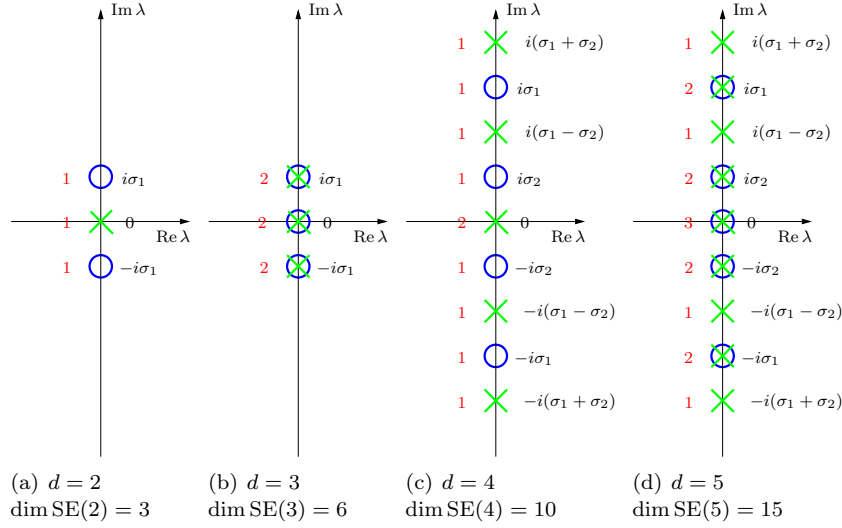 Im λ Im λ Im λ Im λ
1 i(σ₁ + σ₂) 1 i(σ₁ + σ₂)
1 iσ₁ 2 iσ₁
1 i(σ₁ − σ₂) 1 i(σ₁ − σ₂)
1 iσ₁ 2 iσ₁ 1 iσ₂ 2 iσ₂
1 0 2 0 2 0 3 0
Re λ Re λ Re λ Re λ
1 −iσ₁ 2 −iσ₁ 1 −iσ₂ 2 −iσ₂
1 −i(σ₁ − σ₂) 1 −i(σ₁ − σ₂)
1 −iσ₁ 2 −iσ₁
1 −i(σ₁ + σ₂) 1 −i(σ₁ + σ₂)
(a) d = 2
dim SE(2) = 3
(b) d = 3
dim SE(3) = 6
(c) d = 4
dim SE(4) = 10
(d) d = 5
dim SE(5) = 15